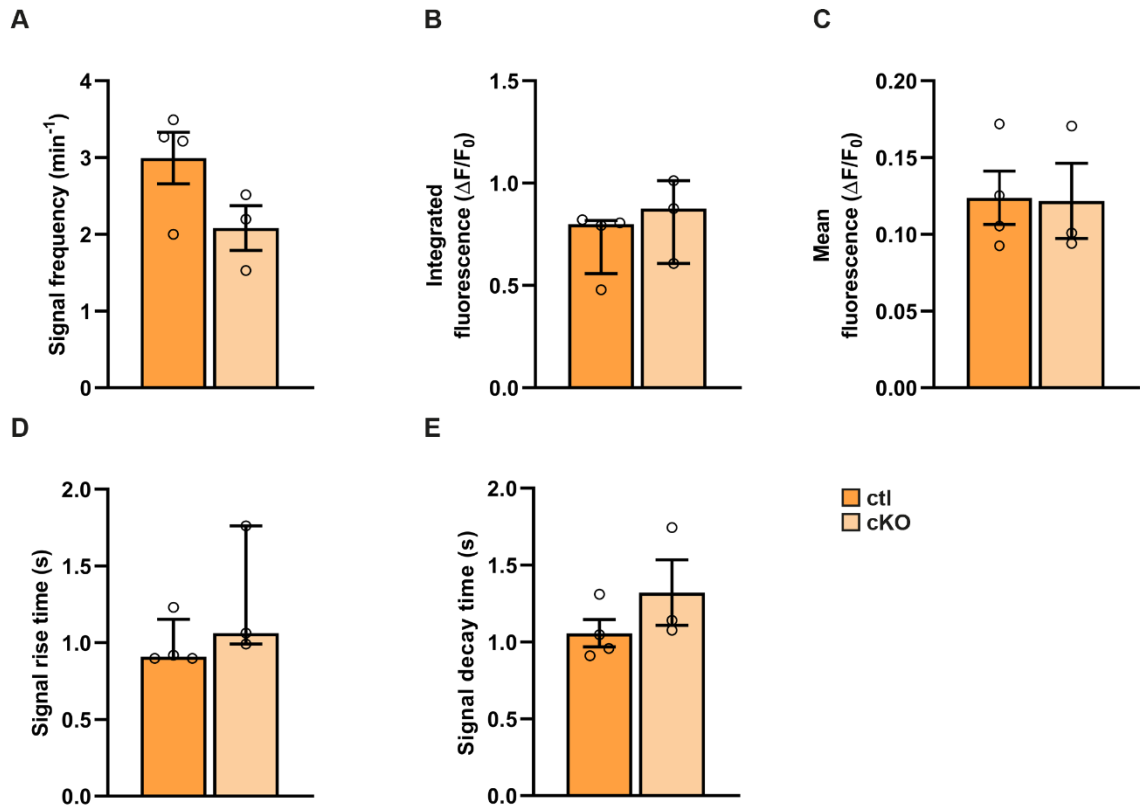 A
Signal frequency (min⁻¹)
4
3
2
1
0
B
Integrated
fluorescence (ΔF/F₀)
1.5
1.0
0.5
0.0
C
Mean
fluorescence (ΔF/F₀)
0.20
0.15
0.10
0.05
0.00
D
Signal rise time (s)
2.0
1.5
1.0
0.5
0.0
E
Signal decay time (s)
2.0
1.5
1.0
0.5
0.0
ctl
cKO